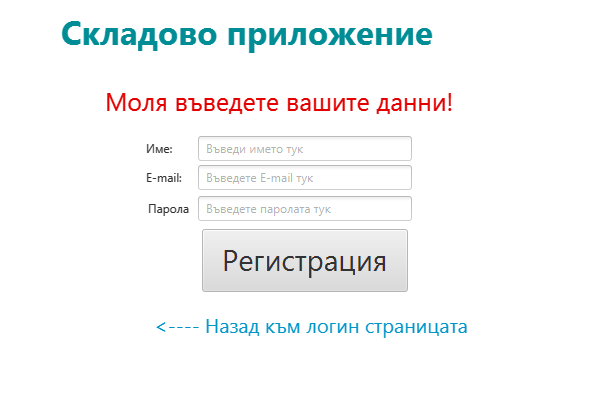 Складово приложение
Моля въведете вашите данни!
Име: Въведи името тук
E-mail: Въведете E-mail тук
Парола Въведете паролата тук
Регистрация
<---- Назад към логин страницата